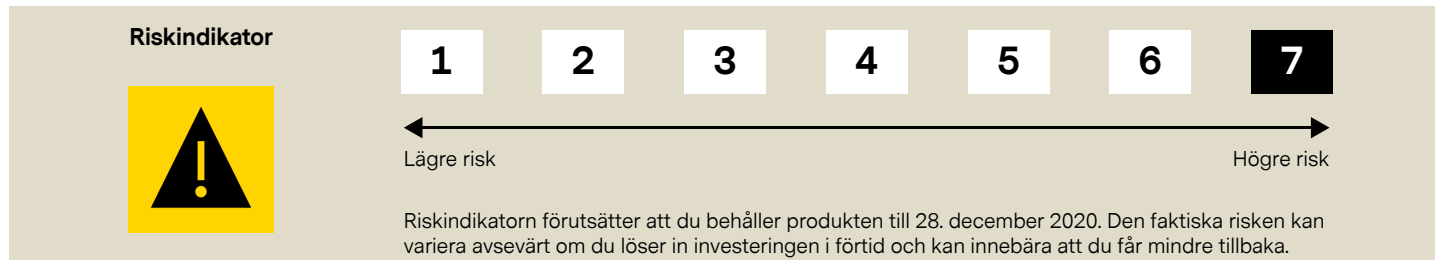 Riskindikator
1 2 3 4 5 6 7
!
Lägre risk Högre risk
Riskindikatorn förutsätter att du behåller produkten till 28. december 2020. Den faktiska risken kan
variera avsevärt om du löser in investeringen i förtid och kan innebära att du får mindre tillbaka.